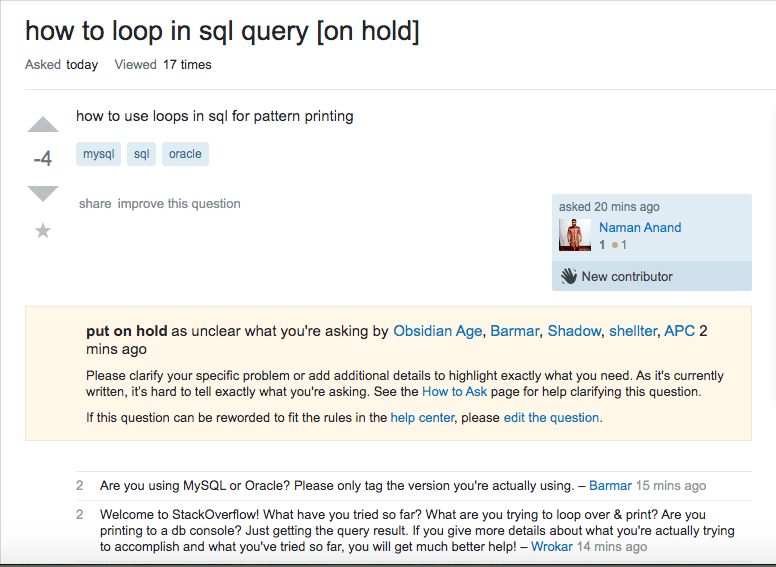 how to loop in sql query [on hold]
Asked today Viewed 17 times
how to use loops in sql for pattern printing
-4
mysql sql oracle
share improve this question
asked 20 mins ago
Naman Anand
1 1
New contributor
put on hold as unclear what you're asking by Obsidian Age, Barmar, Shadow, shellter, APC 2
mins ago
Please clarify your specific problem or add additional details to highlight exactly what you need. As it's currently
written, it's hard to tell exactly what you're asking. See the How to Ask page for help clarifying this question.
If this question can be reworded to fit the rules in the help center, please edit the question.
2 Are you using MySQL or Oracle? Please only tag the version you're actually using. – Barmar 15 mins ago
2 Welcome to StackOverflow! What have you tried so far? What are you trying to loop over & print? Are you
printing to a db console? Just getting the query result. If you give more details about what you're actually trying
to accomplish and what you've tried so far, you will get much better help! – Wrokar 14 mins ago